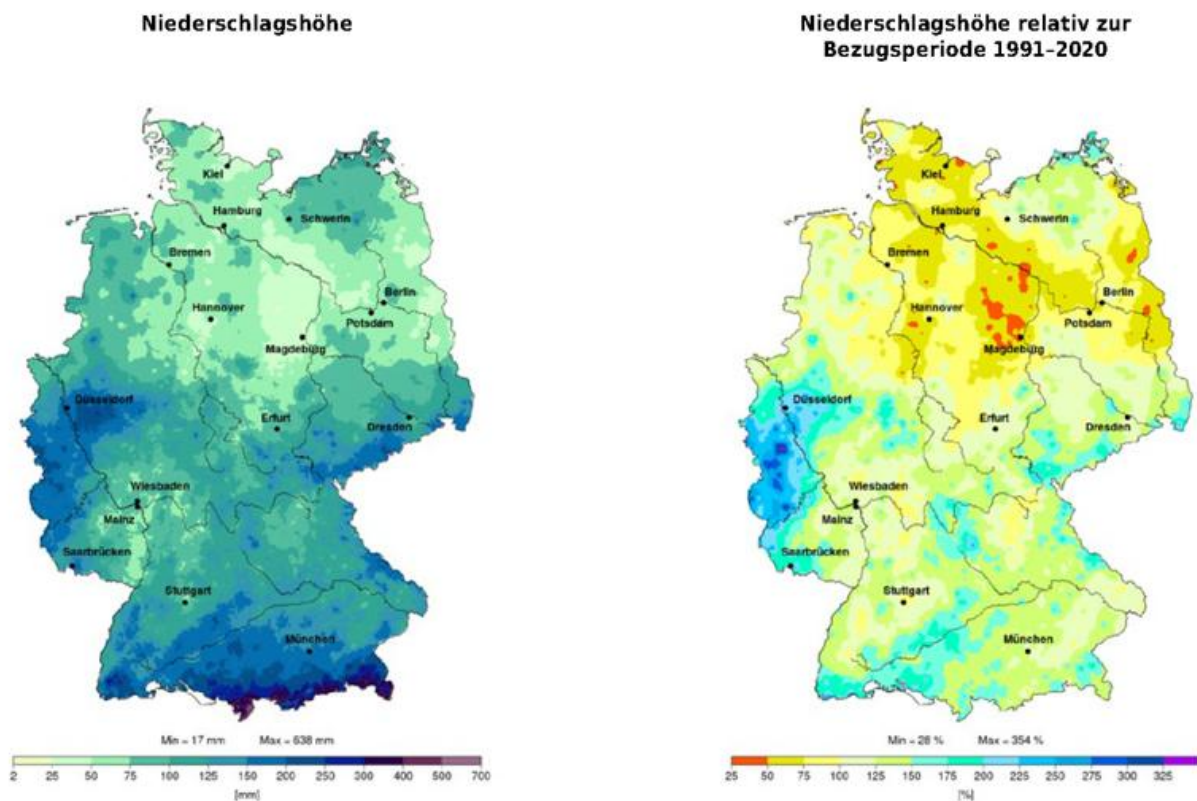 Niederschlagshöhe
Kiel
Hamburg
Schwerin
Bremen
Berlin
Hannover
Potsdam
Magdeburg
Düsseldorf
Erfurt
Dresden
Wiesbaden
Mainz
Saarbrücken
Stuttgart
München
Min = 17 mm Max = 638 mm
2 25 50 75 100 125 150 200 250 300 400 500 700
[mm]
Niederschlagshöhe relativ zur
Bezugsperiode 1991–2020
Kiel
Hamburg
Schwerin
Bremen
Berlin
Hannover
Potsdam
Magdeburg
Düsseldorf
Erfurt
Dresden
Wiesbaden
Mainz
Saarbrücken
Stuttgart
München
Min = 28 % Max = 354 %
25 50 75 100 125 150 175 200 225 250 275 300 325
[%]